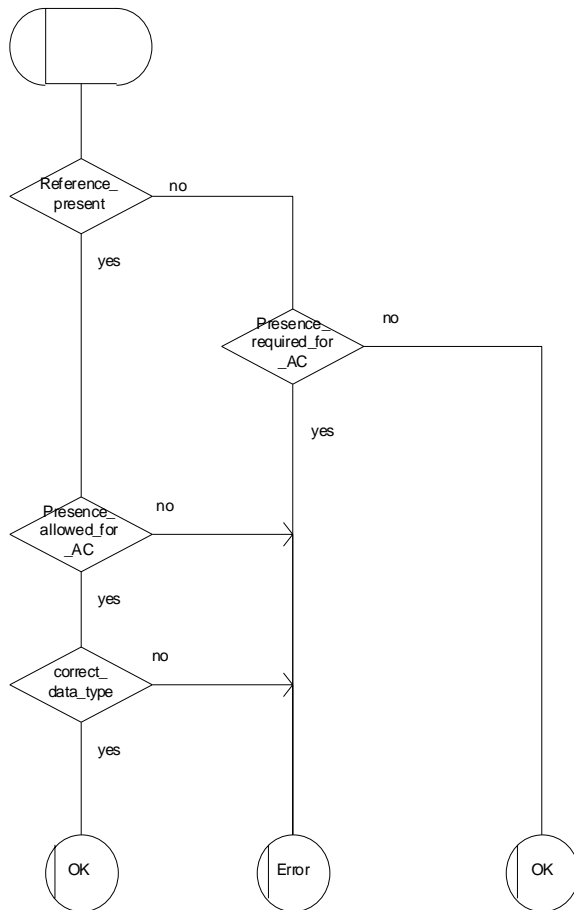 Reference_
present
no
yes
Presence_
required_for
_AC
no
yes
Presence_
allowed_for
_AC
no
yes
correct_
data_type
no
yes
OK
Error
OK